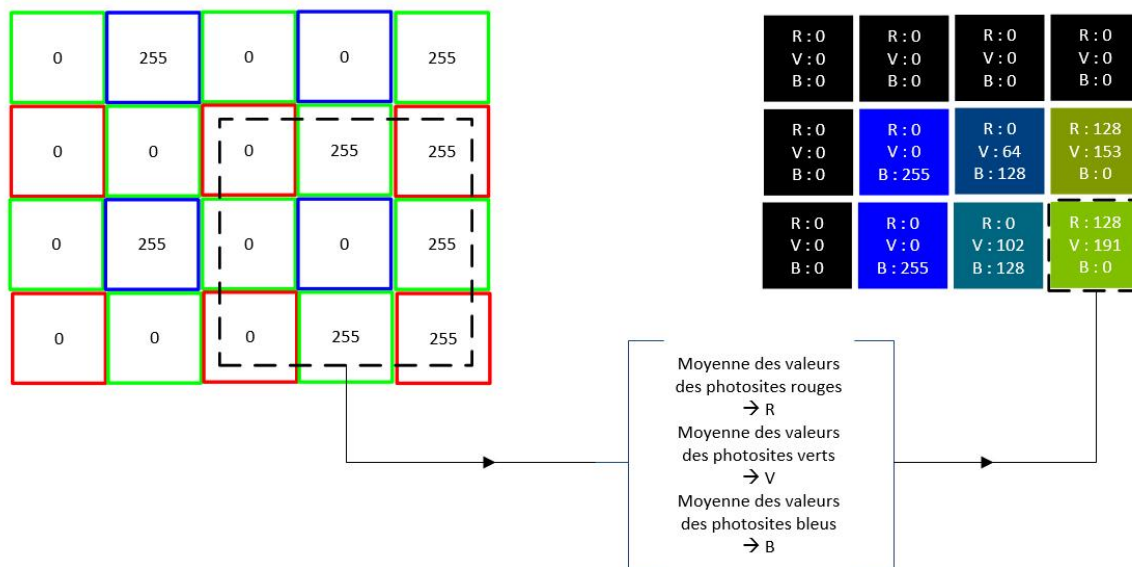 0 255 0 0 255
0 0 0 255 255
0 255 0 0 255
0 0 0 255 255
R : 0 R : 0 R : 0 R : 0
V : 0 V : 0 V : 0 V : 0
B : 0 B : 0 B : 0 B : 0
R : 0 R : 0 R : 0 R : 128
V : 0 V : 0 V : 64 V : 153
B : 0 B : 255 B : 128 B : 0
R : 0 R : 0 R : 0 R : 128
V : 0 V : 0 V : 102 V : 191
B : 0 B : 255 B : 128 B : 0
Moyenne des valeurs
des photosites rouges
→ R
Moyenne des valeurs
des photosites verts
→ V
Moyenne des valeurs
des photosites bleus
→ B